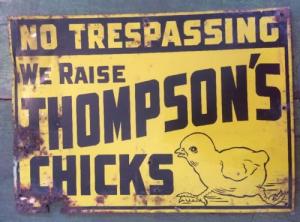 NO TRESPASSING
WE RAISE
THOMPSON'S
CHICKS